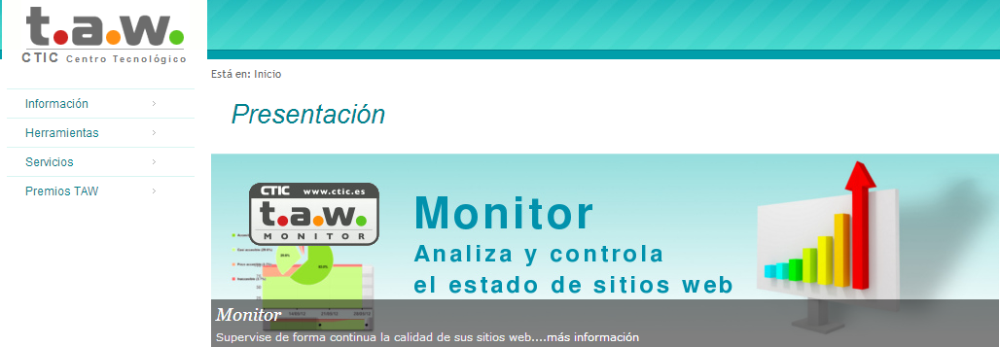 t.a.w.
CTIC Centro Tecnológico
Información
Herramientas
Servicios
Premios TAW
Está en: Inicio
Presentación
CTIC www.ctic.es
t.a.w.
MONITOR
Monitor
Analiza y controla
el estado de sitios web
Monitor
Supervise de forma continua la calidad de sus sitios web....más información